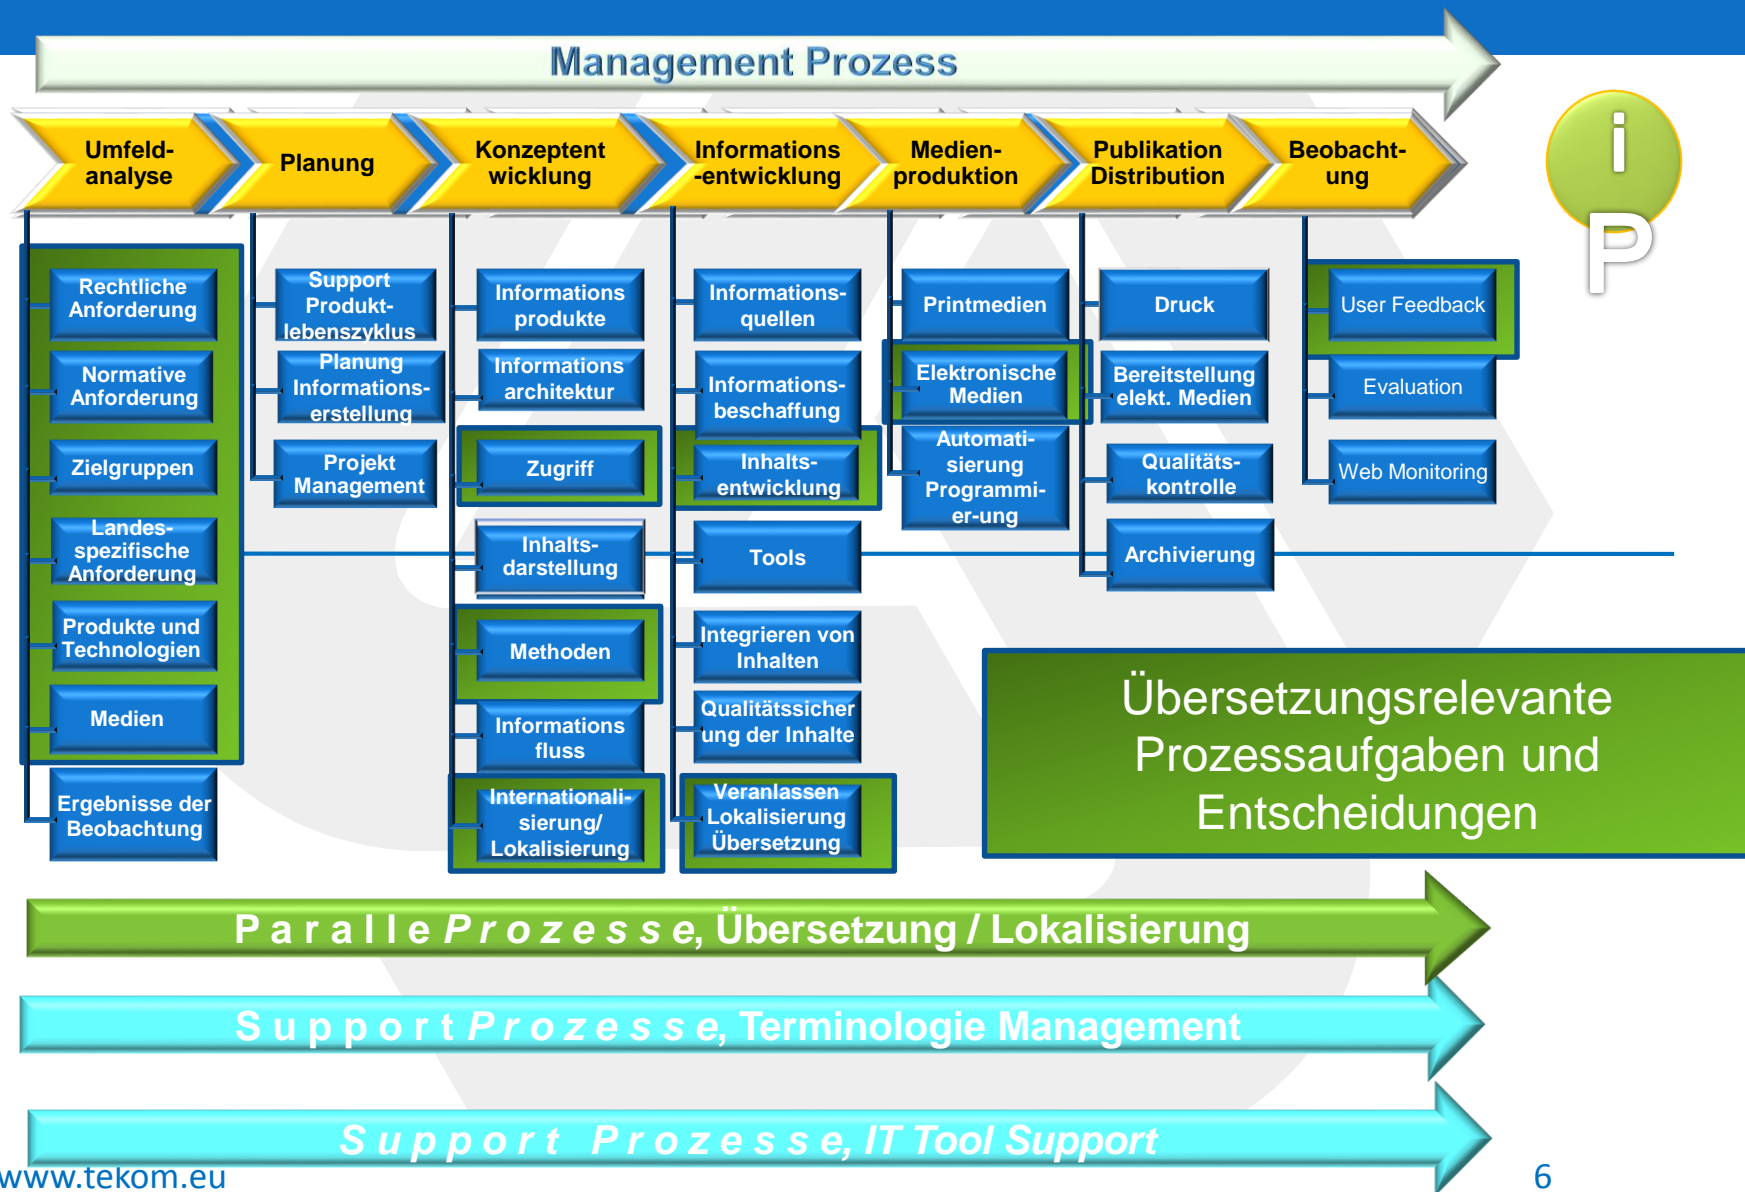 Management Prozess
i
P
Umfeld-
analyse
Planung
Konzeptent
wicklung
Informations
-entwicklung
Medien-
produktion
Publikation
Distribution
Beobacht-
ung
Rechtliche
Anforderung
Normative
Anforderung
Zielgruppen
Landes-
spezifische
Anforderung
Produkte und
Technologien
Medien
Ergebnisse der
Beobachtung
Support
Produkt-
lebenszyklus
Planung
Informations-
erstellung
Projekt
Management
Informations
produkte
Informations
architektur
Zugriff
Inhalts-
darstellung
Methoden
Informations
fluss
Internationali-
sierung/
Lokalisierung
Informations-
quellen
Informations-
beschaffung
Inhalts-
entwicklung
Tools
Integrieren von
Inhalten
Qualitätssicher
ung der Inhalte
Veranlassen
Lokalisierung
Übersetzung
Printmedien
Elektronische
Medien
Automati-
sierung
Programmi-
er-ung
Druck
Bereitstellung
elekt. Medien
Qualitäts-
kontrolle
Archivierung
User Feedback
Evaluation
Web Monitoring
Übersetzungsrelevante
Prozessaufgaben und
Entscheidungen
P a r a l l e P r o z e s s e, Übersetzung / Lokalisierung
S u p p o r t P r o z e s s e, Terminologie Management
S u p p o r t P r o z e s s e, IT Tool Support
www.tekom.eu
6